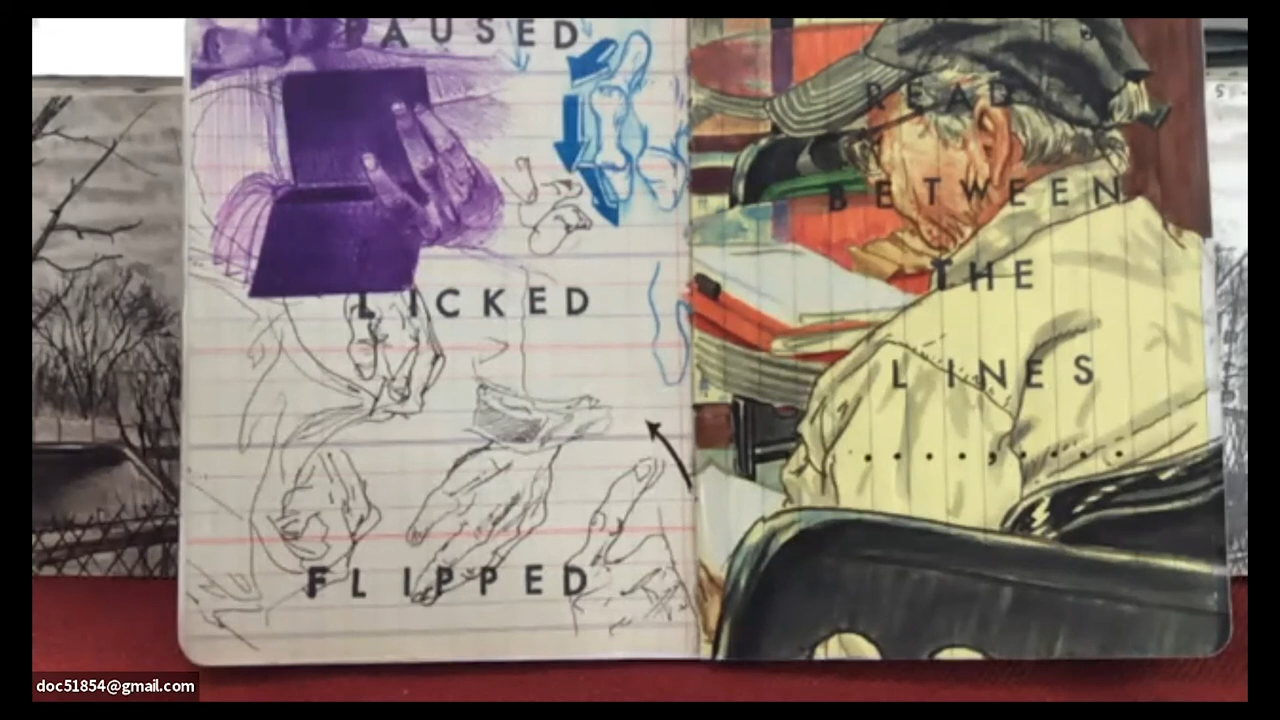 PAUSED
LICKED
FLIPPED
READ
BETWEEN
THE
LINES
..........
doc51854@gmail.com